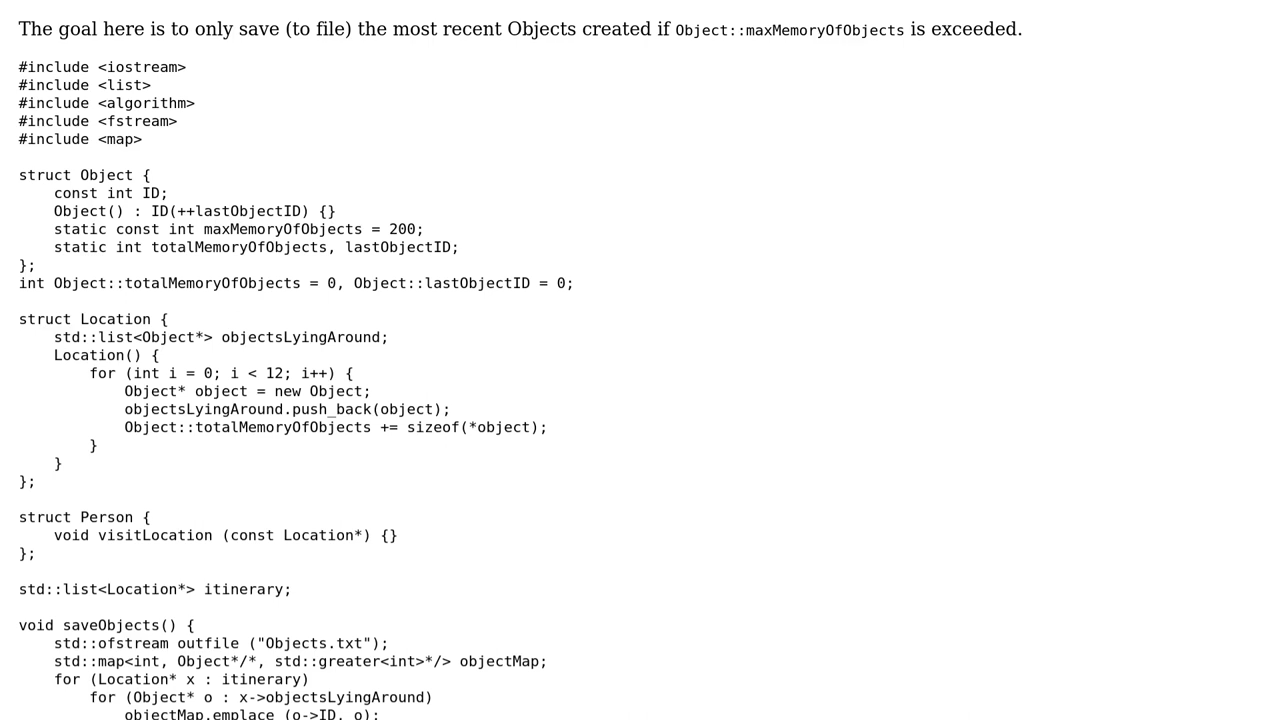 The goal here is to only save (to file) the most recent Objects created if Object::maxMemoryOfObjects is exceeded.
#include <iostream>
#include <list>
#include <algorithm>
#include <fstream>
#include <map>

struct Object {
    const int ID;
    Object() : ID(++lastObjectID) {}
    static const int maxMemoryOfObjects = 200;
    static int totalMemoryOfObjects, lastObjectID;
};
int Object::totalMemoryOfObjects = 0, Object::lastObjectID = 0;

struct Location {
    std::list<Object*> objectsLyingAround;
    Location() {
        for (int i = 0; i < 12; i++) {
            Object* object = new Object;
            objectsLyingAround.push_back(object);
            Object::totalMemoryOfObjects += sizeof(*object);
        }
    }
};

struct Person {
    void visitLocation (const Location*) {}
};

std::list<Location*> itinerary;

void saveObjects() {
    std::ofstream outfile ("Objects.txt");
    std::map<int, Object*/*, std::greater<int>*/> objectMap;
    for (Location* x : itinerary)
        for (Object* o : x->objectsLyingAround)
            objectMap.emplace (o->ID, o);